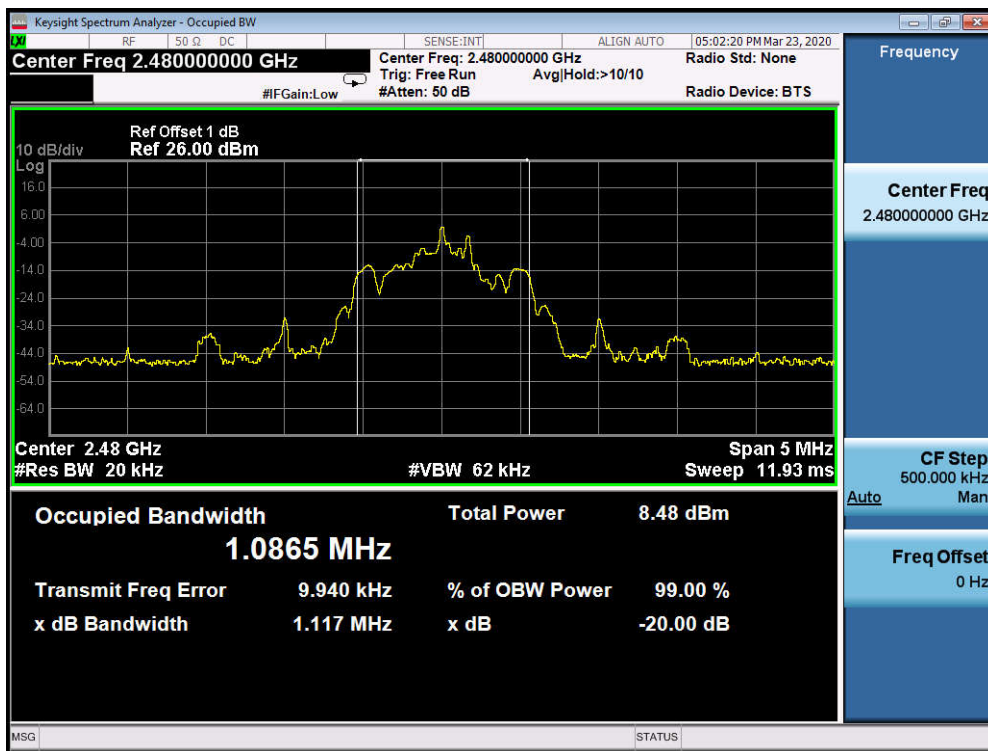 Keysight Spectrum Analyzer - Occupied BW
LXI RF 50 Ω DC SENSE:INT ALIGN AUTO 05:02:20 PM Mar 23, 2020
Center Freq 2.480000000 GHz
Center Freq: 2.480000000 GHz
Radio Std: None
Trig: Free Run Avg|Hold:>10/10
#IFGain:Low
#Atten: 50 dB
Radio Device: BTS
Frequency
Ref Offset 1 dB
10 dB/div Ref 26.00 dBm
Log
16.0
6.00
-4.00
-14.0
-24.0
-34.0
-44.0
-54.0
-64.0
Center 2.48 GHz Span 5 MHz
#Res BW 20 kHz #VBW 62 kHz Sweep 11.93 ms
Center Freq
2.480000000 GHz
CF Step
500.000 kHz
Auto Man
Freq Offset
0 Hz
Occupied Bandwidth Total Power 8.48 dBm
1.0865 MHz
Transmit Freq Error 9.940 kHz % of OBW Power 99.00 %
x dB Bandwidth 1.117 MHz x dB -20.00 dB
MSG STATUS